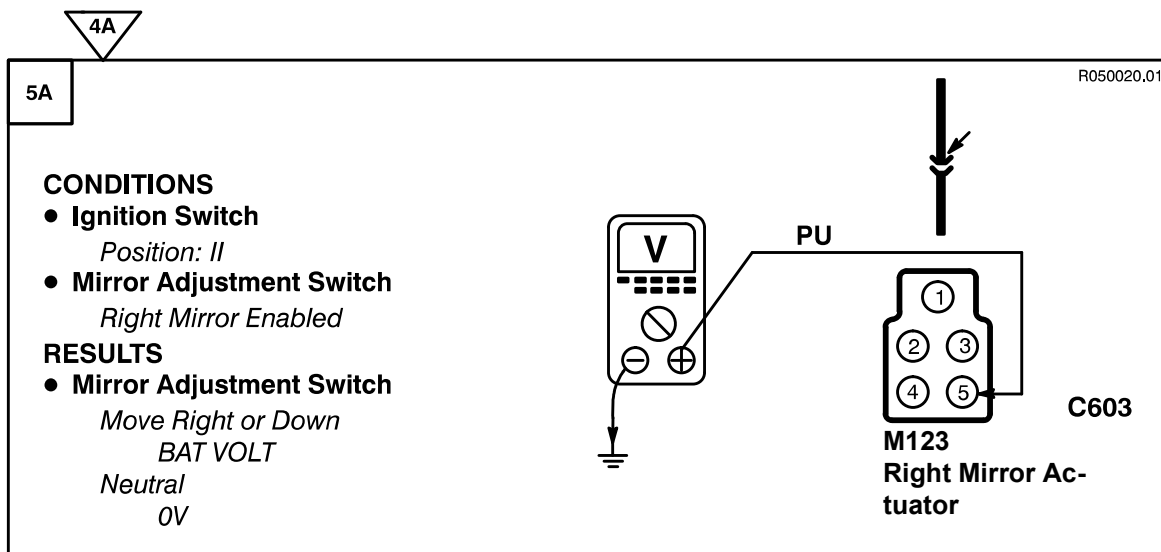 4A
5A
R050020.01
CONDITIONS
● Ignition Switch
Position: II
● Mirror Adjustment Switch
Right Mirror Enabled
RESULTS
● Mirror Adjustment Switch
Move Right or Down
BAT VOLT
Neutral
0V
V
PU
1
2 3
4 5
C603
M123
Right Mirror Ac-
tuator